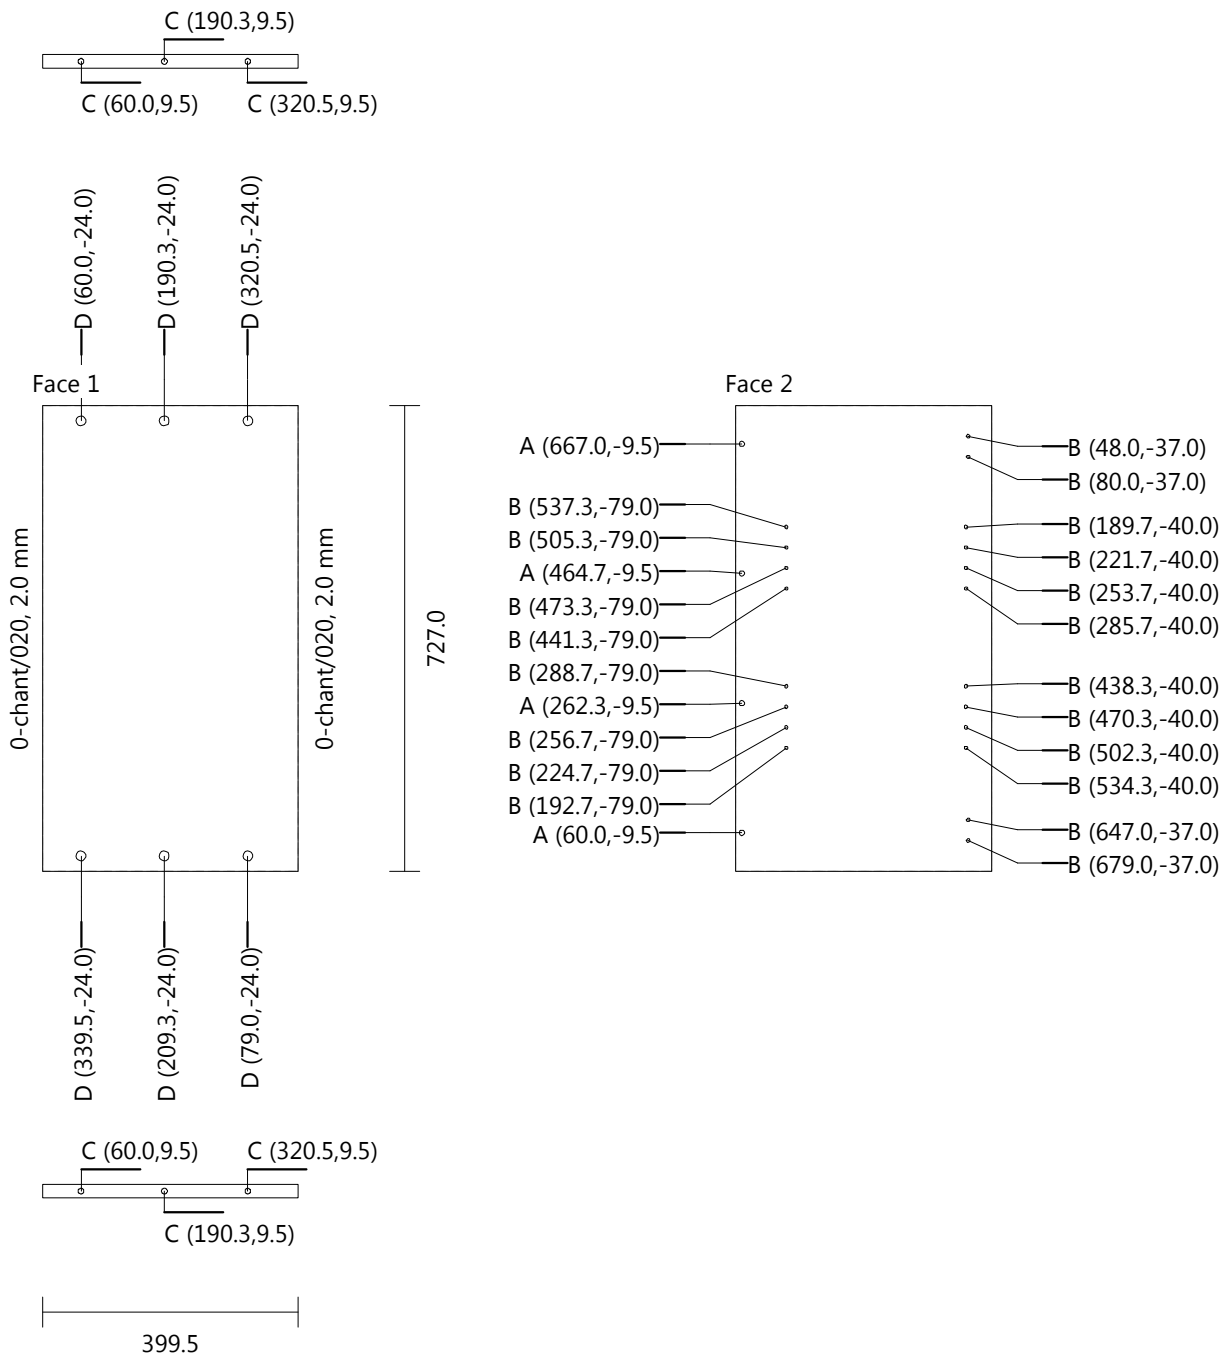 C (190.3,9.5)
C (60.0,9.5)
C (320.5,9.5)
D (60.0,-24.0)
D (190.3,-24.0)
D (320.5,-24.0)
Face 1
0-chant/020, 2.0 mm
0-chant/020, 2.0 mm
727.0
D (339.5,-24.0)
D (209.3,-24.0)
D (79.0,-24.0)
C (60.0,9.5)
C (320.5,9.5)
C (190.3,9.5)
399.5
Face 2
A (667.0,-9.5)
B (537.3,-79.0)
B (505.3,-79.0)
A (464.7,-9.5)
B (473.3,-79.0)
B (441.3,-79.0)
B (288.7,-79.0)
A (262.3,-9.5)
B (256.7,-79.0)
B (224.7,-79.0)
B (192.7,-79.0)
A (60.0,-9.5)
B (48.0,-37.0)
B (80.0,-37.0)
B (189.7,-40.0)
B (221.7,-40.0)
B (253.7,-40.0)
B (285.7,-40.0)
B (438.3,-40.0)
B (470.3,-40.0)
B (502.3,-40.0)
B (534.3,-40.0)
B (647.0,-37.0)
B (679.0,-37.0)